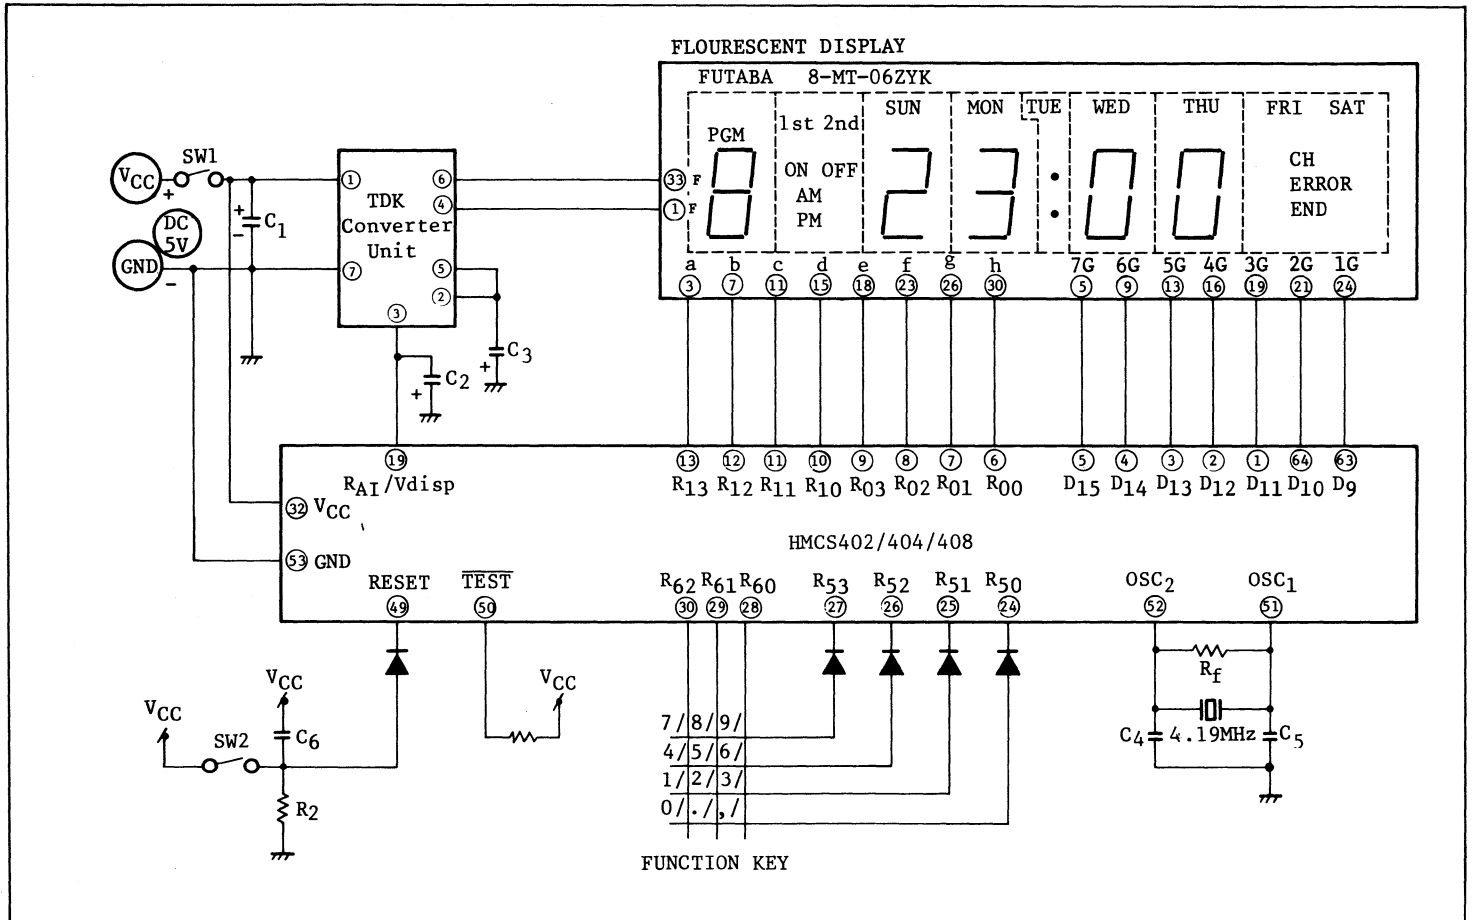 FLOURESCENT DISPLAY
FUTABA 8-MT-06ZYK
SUN MON TUE WED THU FRI SAT
1st 2nd
PGM
ON OFF
AM
PM
8 23:00
CH
ERROR
END
33 F
1 F
a b c d e f g h 7G 6G 5G 4G 3G 2G 1G
3 7 11 15 18 23 26 30 5 9 13 16 19 21 24
VCC + SW1
DC 5V
GND -
+ - C1
1 6
TDK
4
Converter
Unit
7 5
2
3
+ C2
+ C3
19 13 12 11 10 9 8 7 6 5 4 3 2 1 64 63
RAI/Vdisp R13 R12 R11 R10 R03 R02 R01 R00 D15 D14 D13 D12 D11 D10 D9
32 VCC
HMCS402/404/408
53 GND
RESET TEST R62 R61 R60 R53 R52 R51 R50 OSC2 OSC1
49 50 30 29 28 27 26 25 24 52 51
Rf
VCC VCC
VCC
SW2 C6
R2
7/8/9/
4/5/6/
1/2/3/
0/./,/
C4 4.19MHz C5
FUNCTION KEY